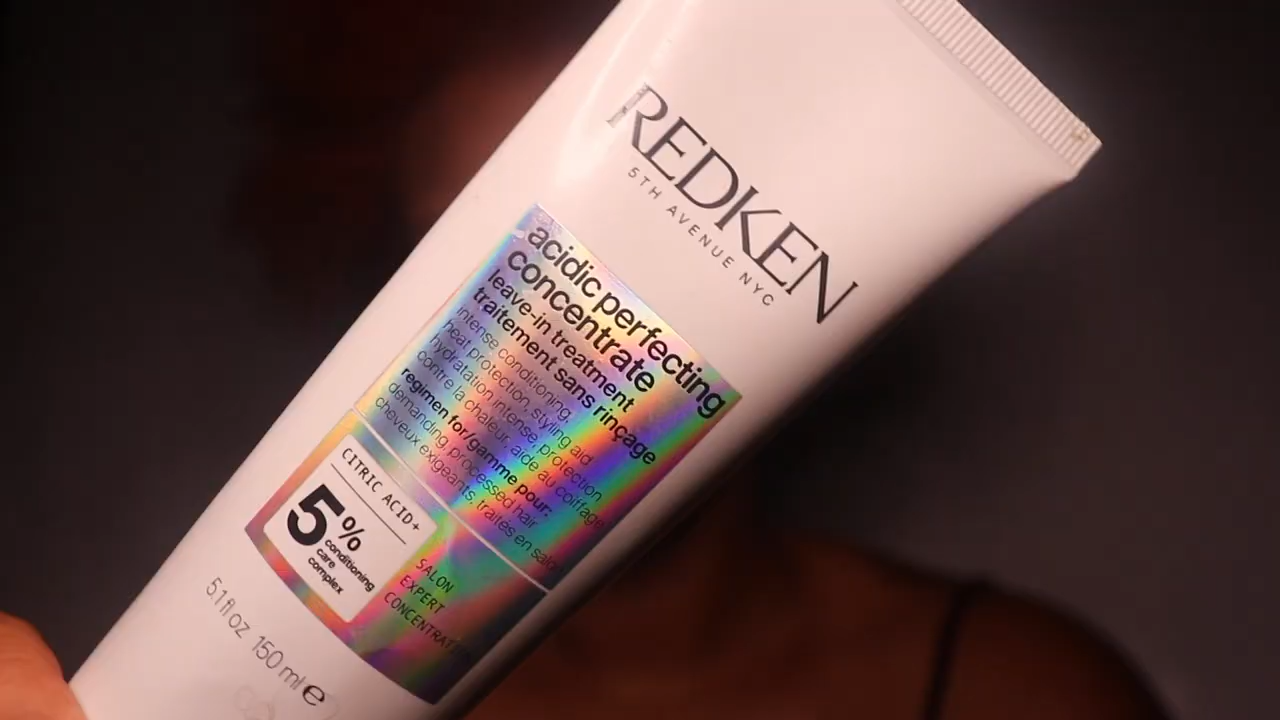 REDKEN
5TH AVENUE NYC
acidic perfecting
concentrate
leave-in treatment
traitement sans rinçage
intense conditioning,
heat protection, styling aid
hydratation intense, protection
contre la chaleur, aide au coiffage
regimen for/gamme pour:
demanding, processed hair
cheveux exigeants, traités en
CITRIC ACID+
5%
conditioning
care
complex
SALON
EXPERT
5.1 fl oz 150 ml e